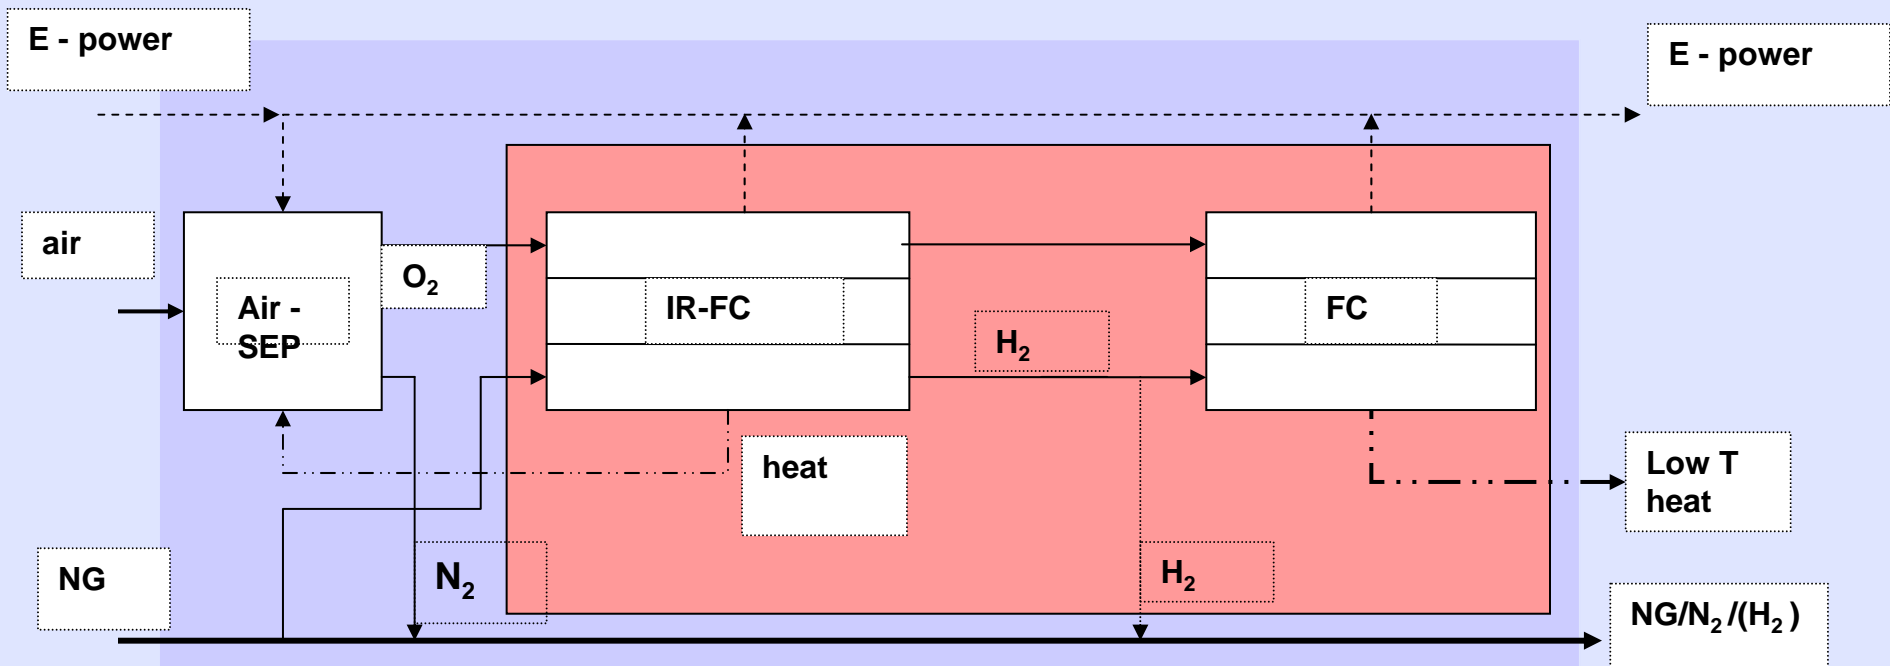 E - power
E - power
air
O₂
Air -
SEP
IR-FC
FC
H₂
heat
Low T
heat
NG
N₂
H₂
NG/N₂ /(H₂ )